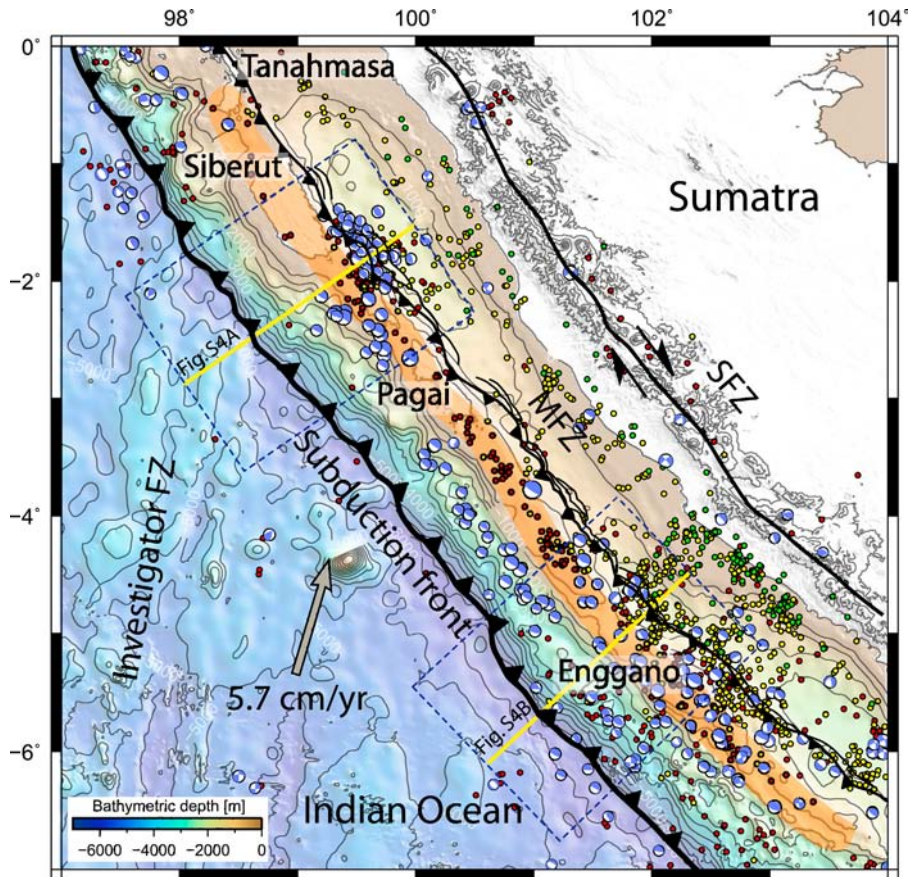 98°
100°
102°
104°
0°
Tanahmasa
Siberut
Sumatra
−2°
Fig. S4A
Pagai
MFZ
SFZ
−5000
Subduction front
−4°
Investigator FZ
5.7 cm/yr
Enggano
Fig. S4B
−6°
Bathymetric depth [m]
−6000 −4000 −2000 0
Indian Ocean